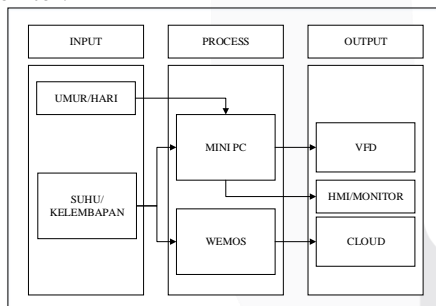 INPUT
PROCESS
OUTPUT
UMUR/HARI
MINI PC
VFD
SUHU/
KELEMBAPAN
HMI/MONITOR
WEMOS
CLOUD